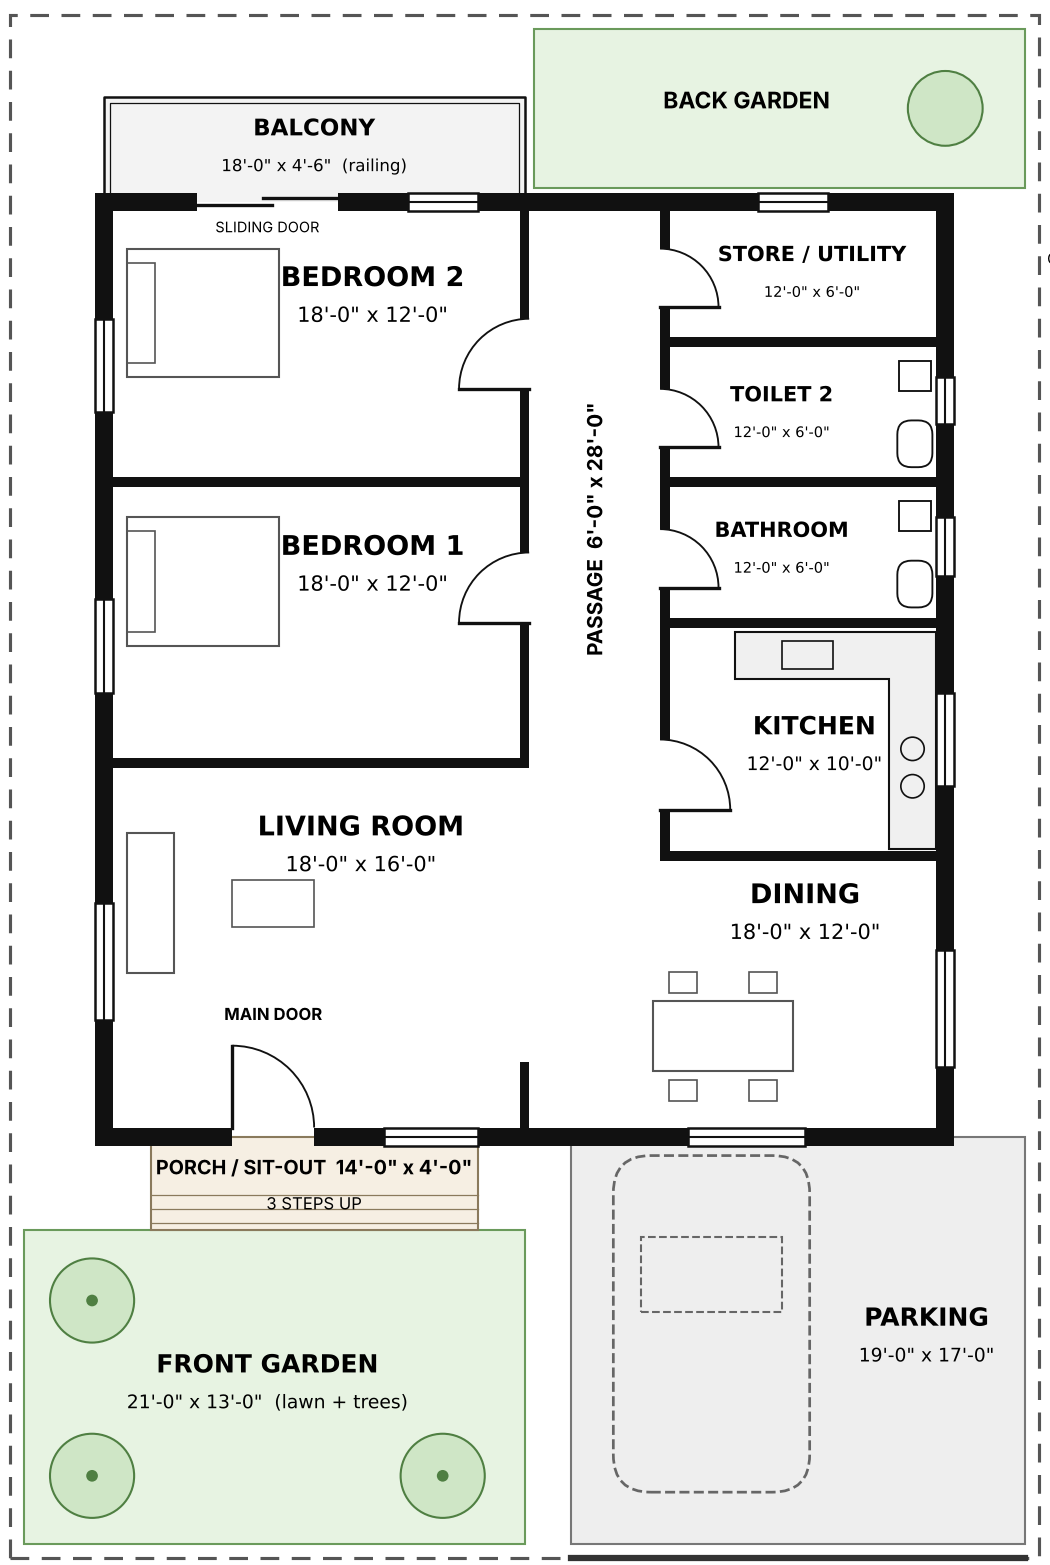 BACK GARDEN
BALCONY
18'-0" x 4'-6" (railing)
SLIDING DOOR
STORE / UTILITY
12'-0" x 6'-0"
BEDROOM 2
18'-0" x 12'-0"
TOILET 2
12'-0" x 6'-0"
PASSAGE 6'-0" x 28'-0"
BATHROOM
12'-0" x 6'-0"
BEDROOM 1
18'-0" x 12'-0"
KITCHEN
12'-0" x 10'-0"
LIVING ROOM
18'-0" x 16'-0"
DINING
18'-0" x 12'-0"
MAIN DOOR
PORCH / SIT-OUT 14'-0" x 4'-0"
3 STEPS UP
PARKING
19'-0" x 17'-0"
FRONT GARDEN
21'-0" x 13'-0" (lawn + trees)